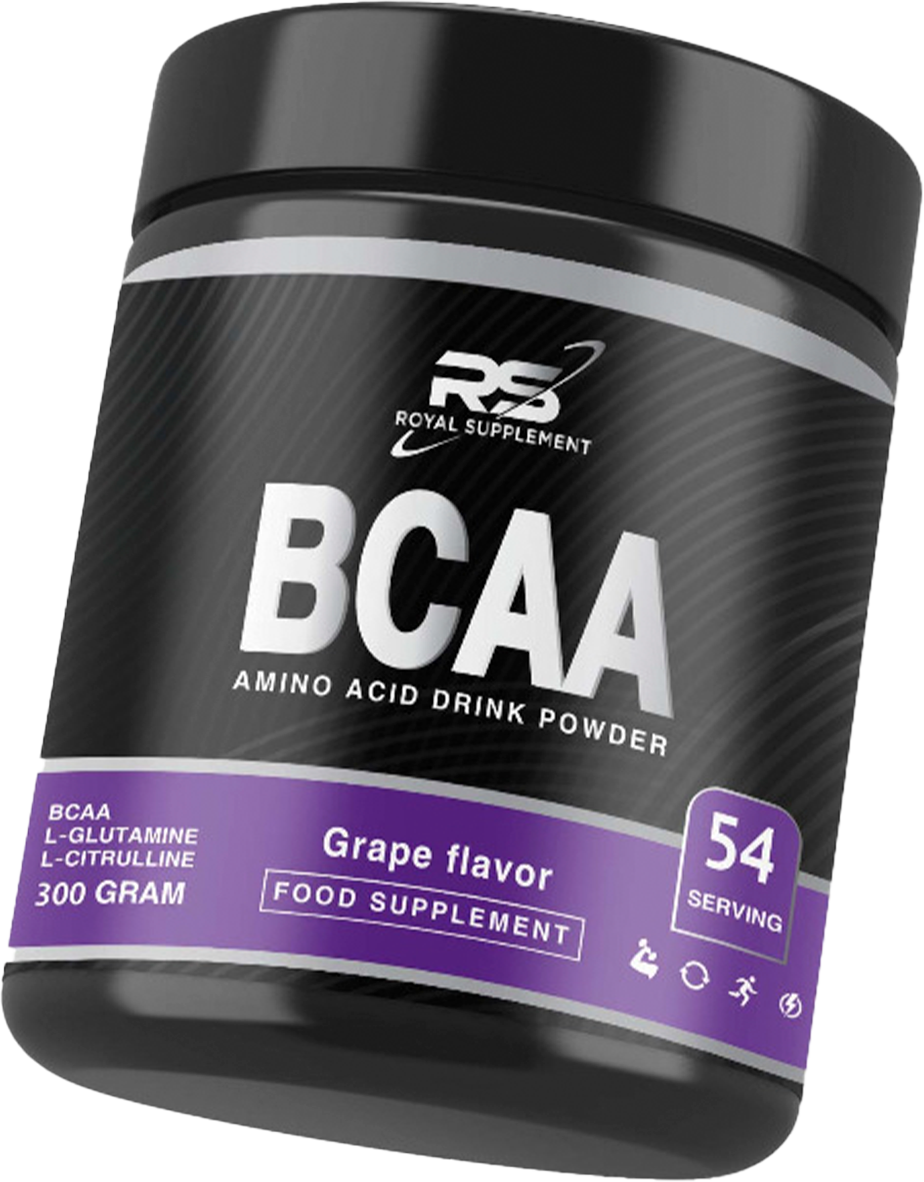 RS
ROYAL SUPPLEMENT
BCAA
AMINO ACID DRINK POWDER
BCAA
L-GLUTAMINE
L-CITRULLINE
300 GRAM
Grape flavor
FOOD SUPPLEMENT
54
SERVING